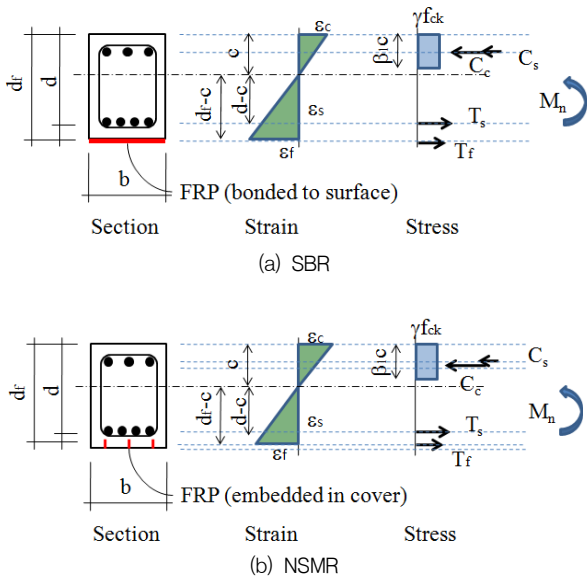 εc
γfck
c
β1c
Cc
Cs
df
d
df-c
d-c
εs
Mn
Ts
εf
Tf
b
FRP (bonded to surface)
Section
Strain
Stress
(a) SBR
εc
γfck
c
β1c
Cs
Cc
df
d
df-c
d-c
εs
Mn
Ts
εf
Tf
b
FRP (embedded in cover)
Section
Strain
Stress
(b) NSMR